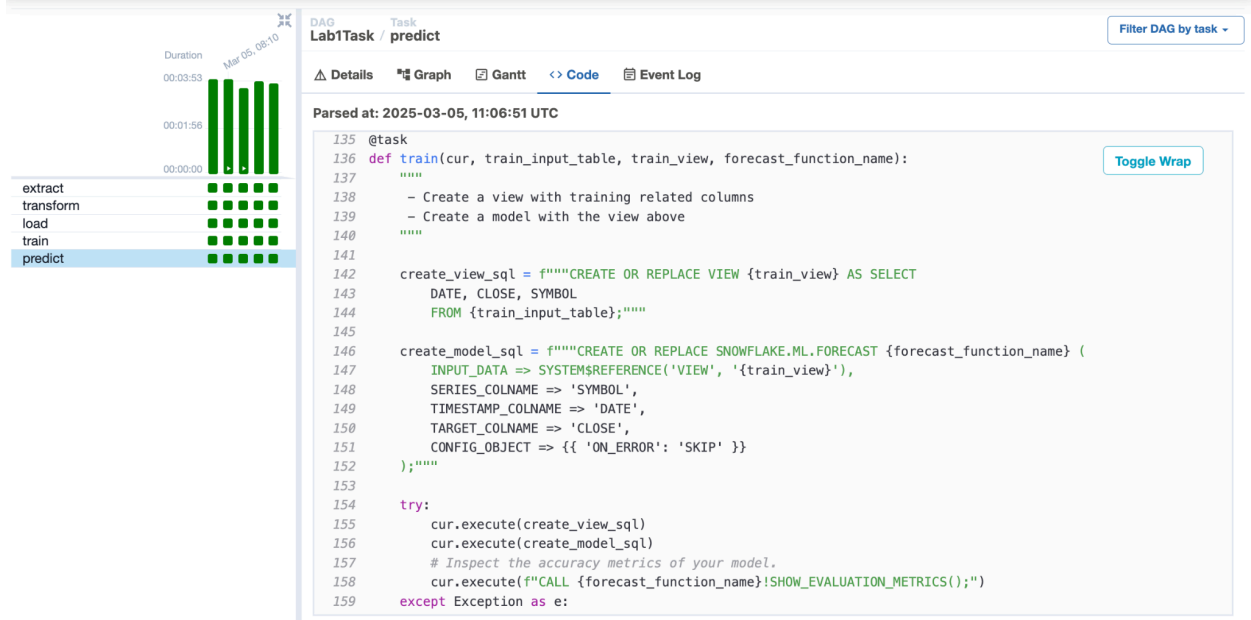 Duration
Mar 05, 08:10
00:03:53
00:01:56
00:00:00
extract
transform
load
train
predict
DAG
Lab1Task
/
Task
predict
Filter DAG by task
Details
Graph
Gantt
<> Code
Event Log
Parsed at: 2025-03-05, 11:06:51 UTC
Toggle Wrap
135 @task
136 def train(cur, train_input_table, train_view, forecast_function_name):
137     """
138      - Create a view with training related columns
139      - Create a model with the view above
140     """
141
142     create_view_sql = f"""CREATE OR REPLACE VIEW {train_view} AS SELECT
143         DATE, CLOSE, SYMBOL
144         FROM {train_input_table};"""
145
146     create_model_sql = f"""CREATE OR REPLACE SNOWFLAKE.ML.FORECAST {forecast_function_name} (
147         INPUT_DATA => SYSTEM$REFERENCE('VIEW', '{train_view}'),
148         SERIES_COLNAME => 'SYMBOL',
149         TIMESTAMP_COLNAME => 'DATE',
150         TARGET_COLNAME => 'CLOSE',
151         CONFIG_OBJECT => {{ 'ON_ERROR': 'SKIP' }}
152     );"""
153
154     try:
155         cur.execute(create_view_sql)
156         cur.execute(create_model_sql)
157         # Inspect the accuracy metrics of your model.
158         cur.execute(f"CALL {forecast_function_name}!SHOW_EVALUATION_METRICS();")
159     except Exception as e: